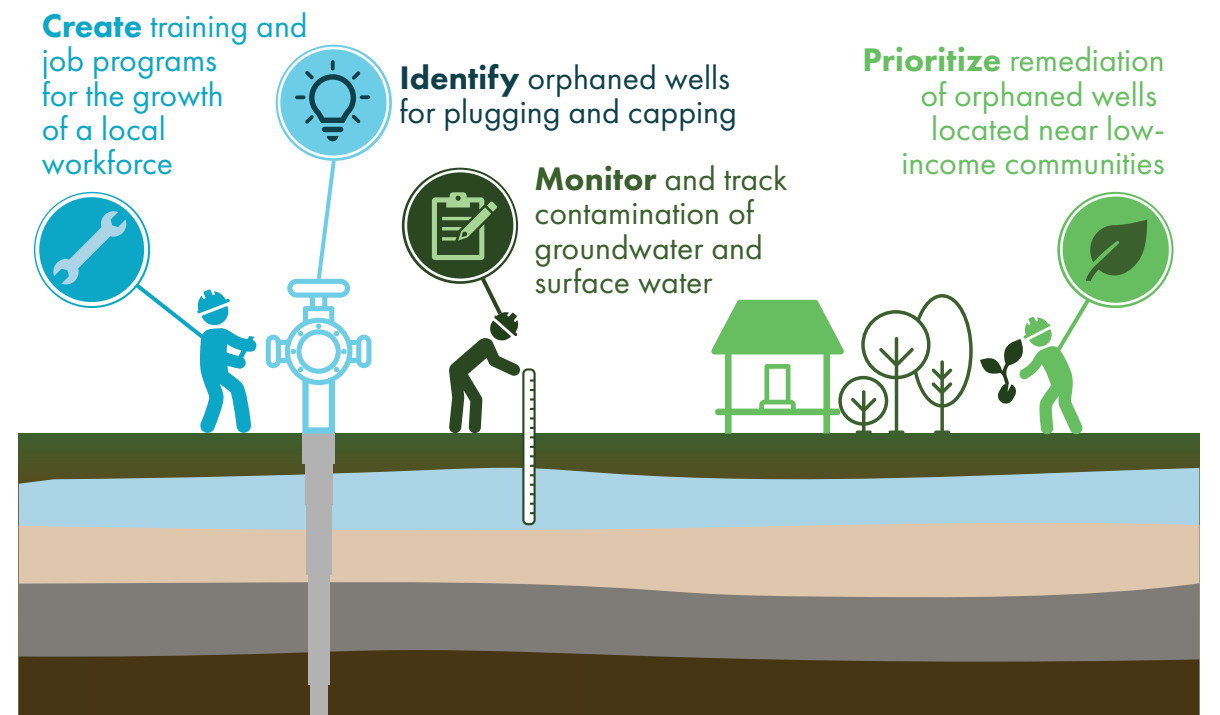 Create training and
job programs
for the growth
of a local
workforce
Identify orphaned wells
for plugging and capping
Monitor and track
contamination of
groundwater and
surface water
Prioritize remediation
of orphaned wells
located near low-
income communities